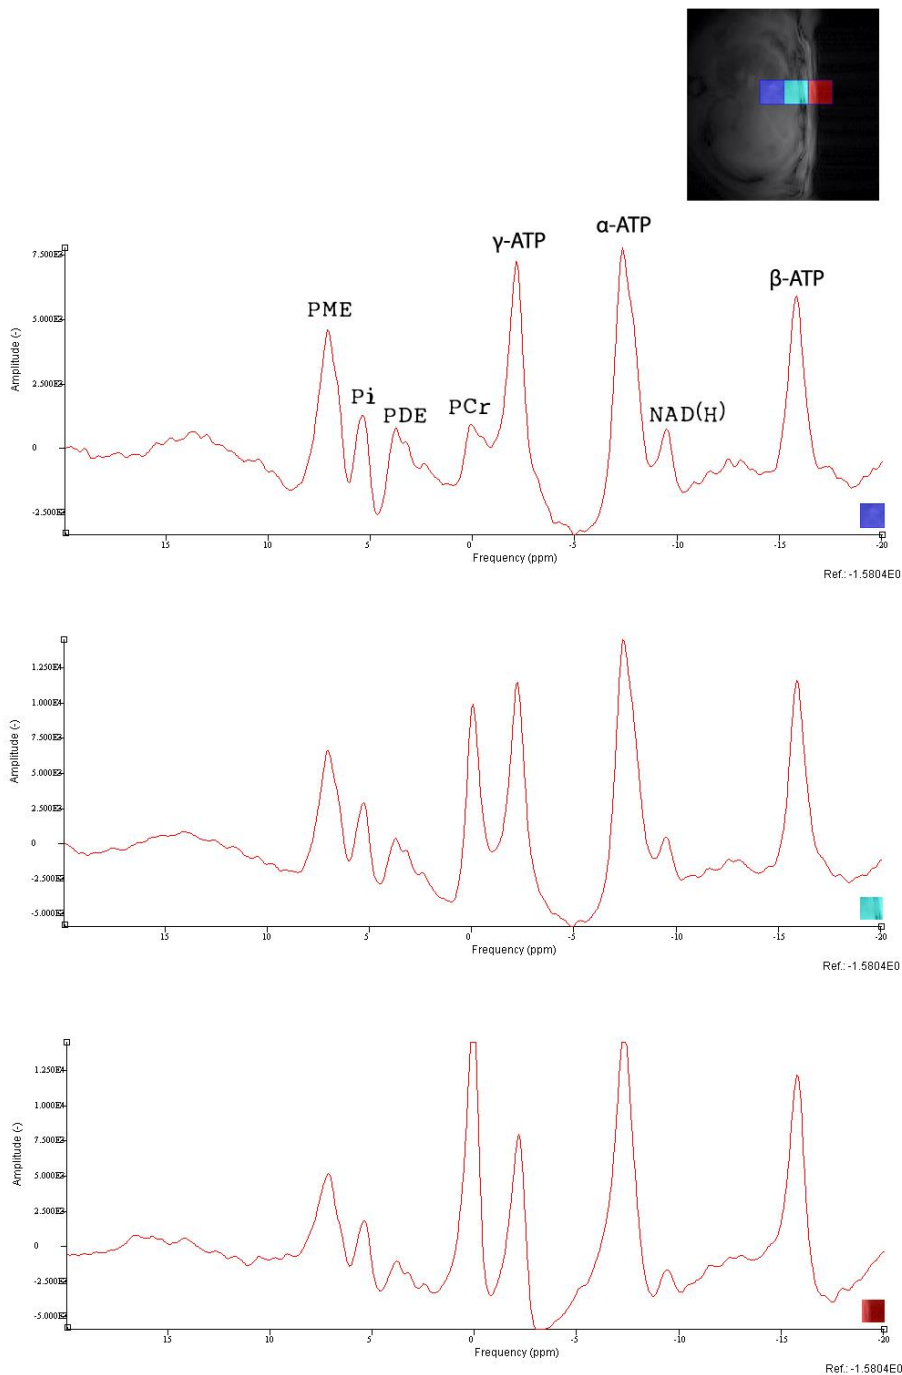 γ-ATP
α-ATP
β-ATP
PME
Pi
PDE
PCr
NAD(H)
Amplitude (-)
5.000E3
2.500E3
0
15
10
5
0
-5
-10
-15
-20
Frequency (ppm)
Ref.: -1.5804E0
Amplitude (-)
1.250E4
1.000E4
7.500E3
5.000E3
2.500E3
0
-2.500E3
-5.000E3
15
10
5
0
-5
-10
-15
-20
Frequency (ppm)
Ref.: -1.5804E0
Amplitude (-)
1.250E4
1.000E4
7.500E3
5.000E3
2.500E3
0
-2.500E3
-5.000E3
15
10
5
0
-5
-10
-15
-20
Frequency (ppm)
Ref.: -1.5804E0